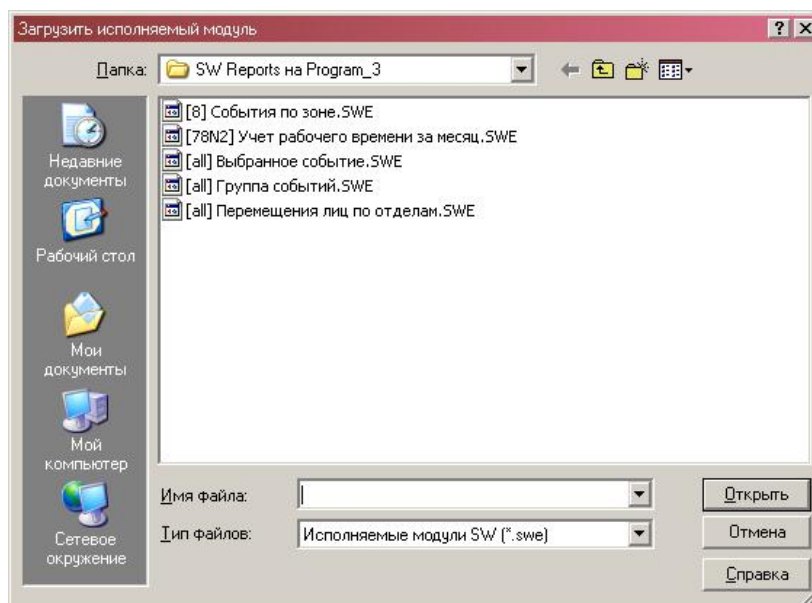 Загрузить исполняемый модуль
Папка: SW Reports на Program_3
[8] События по зоне.SWE
[78N2] Учет рабочего времени за месяц.SWE
[all] Выбранное событие.SWE
[all] Группа событий.SWE
[all] Перемещения лиц по отделам.SWE
Недавние
документы
Рабочий стол
Мои
документы
Мой
компьютер
Сетевое
окружение
Имя файла:
Открыть
Тип файлов: Исполняемые модули SW (*.swe)
Отмена
Справка